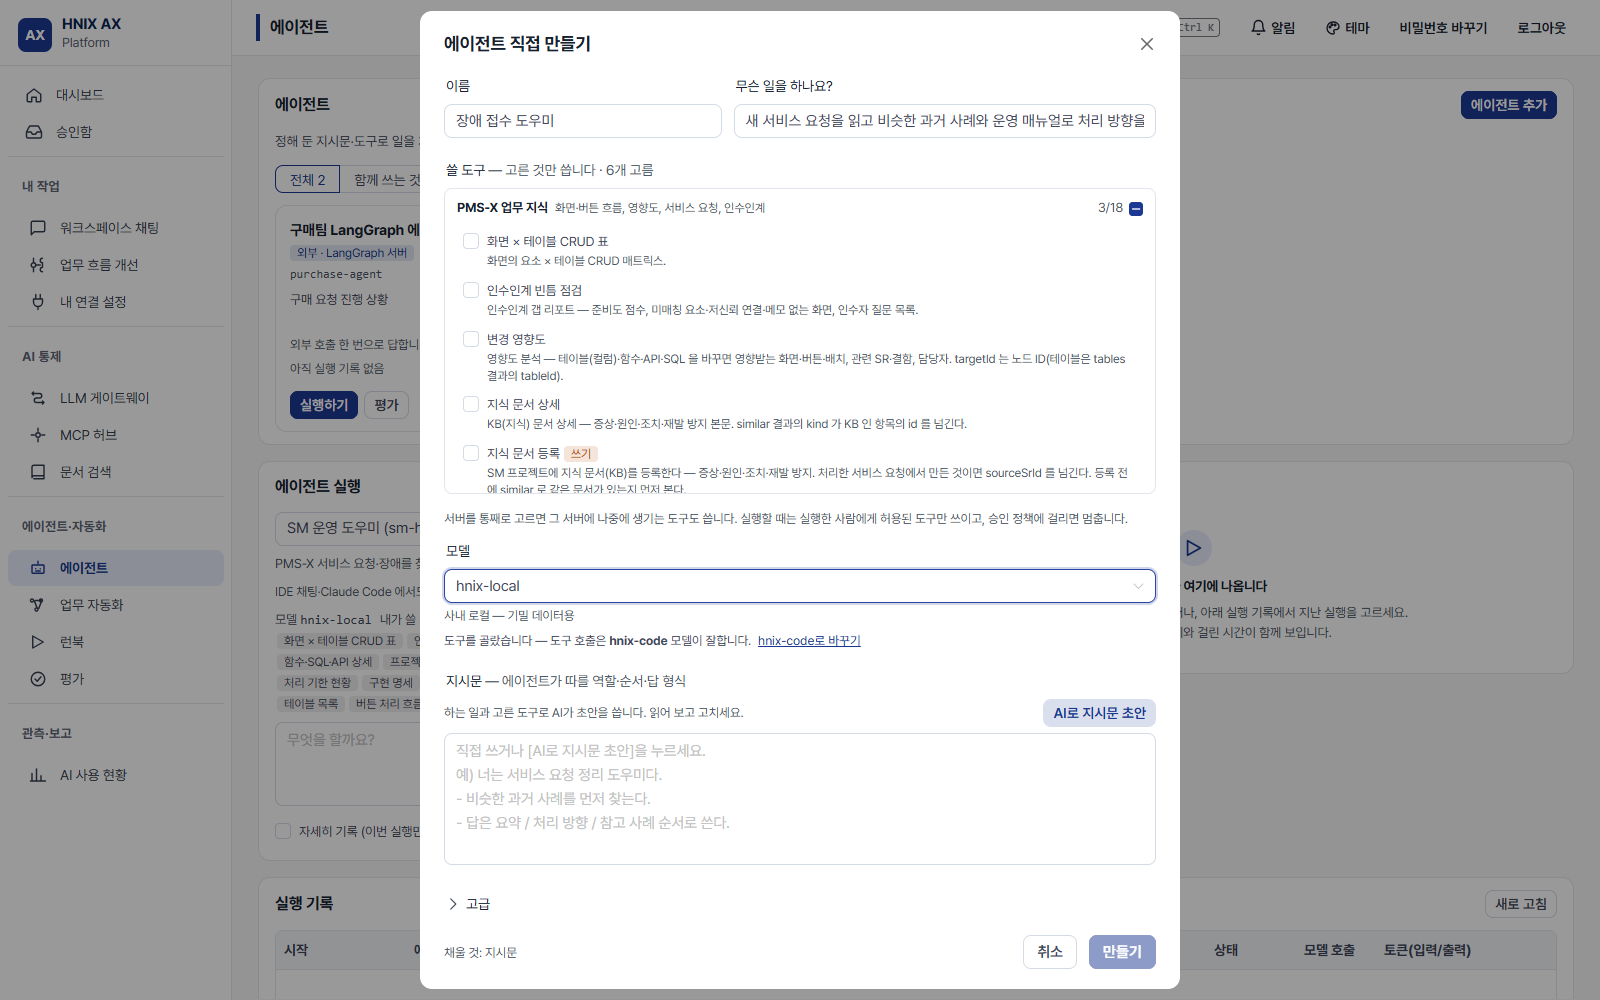 AX
HNIX AX
Platform
대시보드
승인함
내 작업
워크스페이스 채팅
업무 흐름 개선
내 연결 설정
AI 통제
LLM 게이트웨이
MCP 허브
문서 검색
에이전트·자동화
에이전트
업무 자동화
런북
평가
관측·보고
AI 사용 현황
에이전트
Ctrl K
알림
테마
비밀번호 바꾸기
로그아웃
에이전트
에이전트 추가
정해 둔 지시문·도구로 일을
전체 2
함께 쓰는 것
구매팀 LangGraph 에
외부 · LangGraph 서버
purchase-agent
구매 요청 진행 상황
외부 호출 한 번으로 답합니
아직 실행 기록 없음
실행하기
평가
에이전트 실행
SM 운영 도우미 (sm-h
PMS-X 서비스 요청·장애를 찾
IDE 채팅·Claude Code 에서도
모델 hnix-local 내가 쓸
화면 × 테이블 CRUD 표
함수·SQL·API 상세
프로젝
처리 기한 현황
구현 명세
테이블 목록
버튼 처리 흐름
무엇을 할까요?
자세히 기록 (이번 실행만
여기에 나옵니다
나, 아래 실행 기록에서 지난 실행을 고르세요.
와 걸린 시간이 함께 보입니다.
실행 기록
새로 고침
시작
상태
모델 호출
토큰(입력/출력)
에이전트 직접 만들기
이름
무슨 일을 하나요?
장애 접수 도우미
새 서비스 요청을 읽고 비슷한 과거 사례와 운영 매뉴얼로 처리 방향을
쓸 도구 — 고른 것만 씁니다 · 6개 고름
PMS-X 업무 지식 화면·버튼 흐름, 영향도, 서비스 요청, 인수인계
3/18
화면 × 테이블 CRUD 표
화면의 요소 × 테이블 CRUD 매트릭스.
인수인계 빈틈 점검
인수인계 갭 리포트 — 준비도 점수, 미매칭 요소·저신뢰 연결·메모 없는 화면, 인수자 질문 목록.
변경 영향도
영향도 분석 — 테이블(컬럼)·함수·API·SQL 을 바꾸면 영향받는 화면·버튼·배치, 관련 SR·결함, 담당자. targetId 는 노드 ID(테이블은 tables
결과의 tableId).
지식 문서 상세
KB(지식) 문서 상세 — 증상·원인·조치·재발 방지 본문. similar 결과의 kind 가 KB 인 항목의 id 를 넘긴다.
지식 문서 등록 쓰기
SM 프로젝트에 지식 문서(KB)를 등록한다 — 증상·원인·조치·재발 방지. 처리한 서비스 요청에서 만든 것이면 sourceSrId 를 넘긴다. 등록 전
에 similar 로 같은 문서가 있는지 먼저 본다.
서버를 통째로 고르면 그 서버에 나중에 생기는 도구도 씁니다. 실행할 때는 실행한 사람에게 허용된 도구만 쓰이고, 승인 정책에 걸리면 멈춥니다.
모델
hnix-local
사내 로컬 — 기밀 데이터용
도구를 골랐습니다 — 도구 호출은 hnix-code 모델이 잘합니다. hnix-code로 바꾸기
지시문 — 에이전트가 따를 역할·순서·답 형식
하는 일과 고른 도구로 AI가 초안을 씁니다. 읽어 보고 고치세요.
AI로 지시문 초안
직접 쓰거나 [AI로 지시문 초안]을 누르세요.
예) 너는 서비스 요청 정리 도우미다.
- 비슷한 과거 사례를 먼저 찾는다.
- 답은 요약 / 처리 방향 / 참고 사례 순서로 쓴다.
고급
채울 것: 지시문
취소
만들기